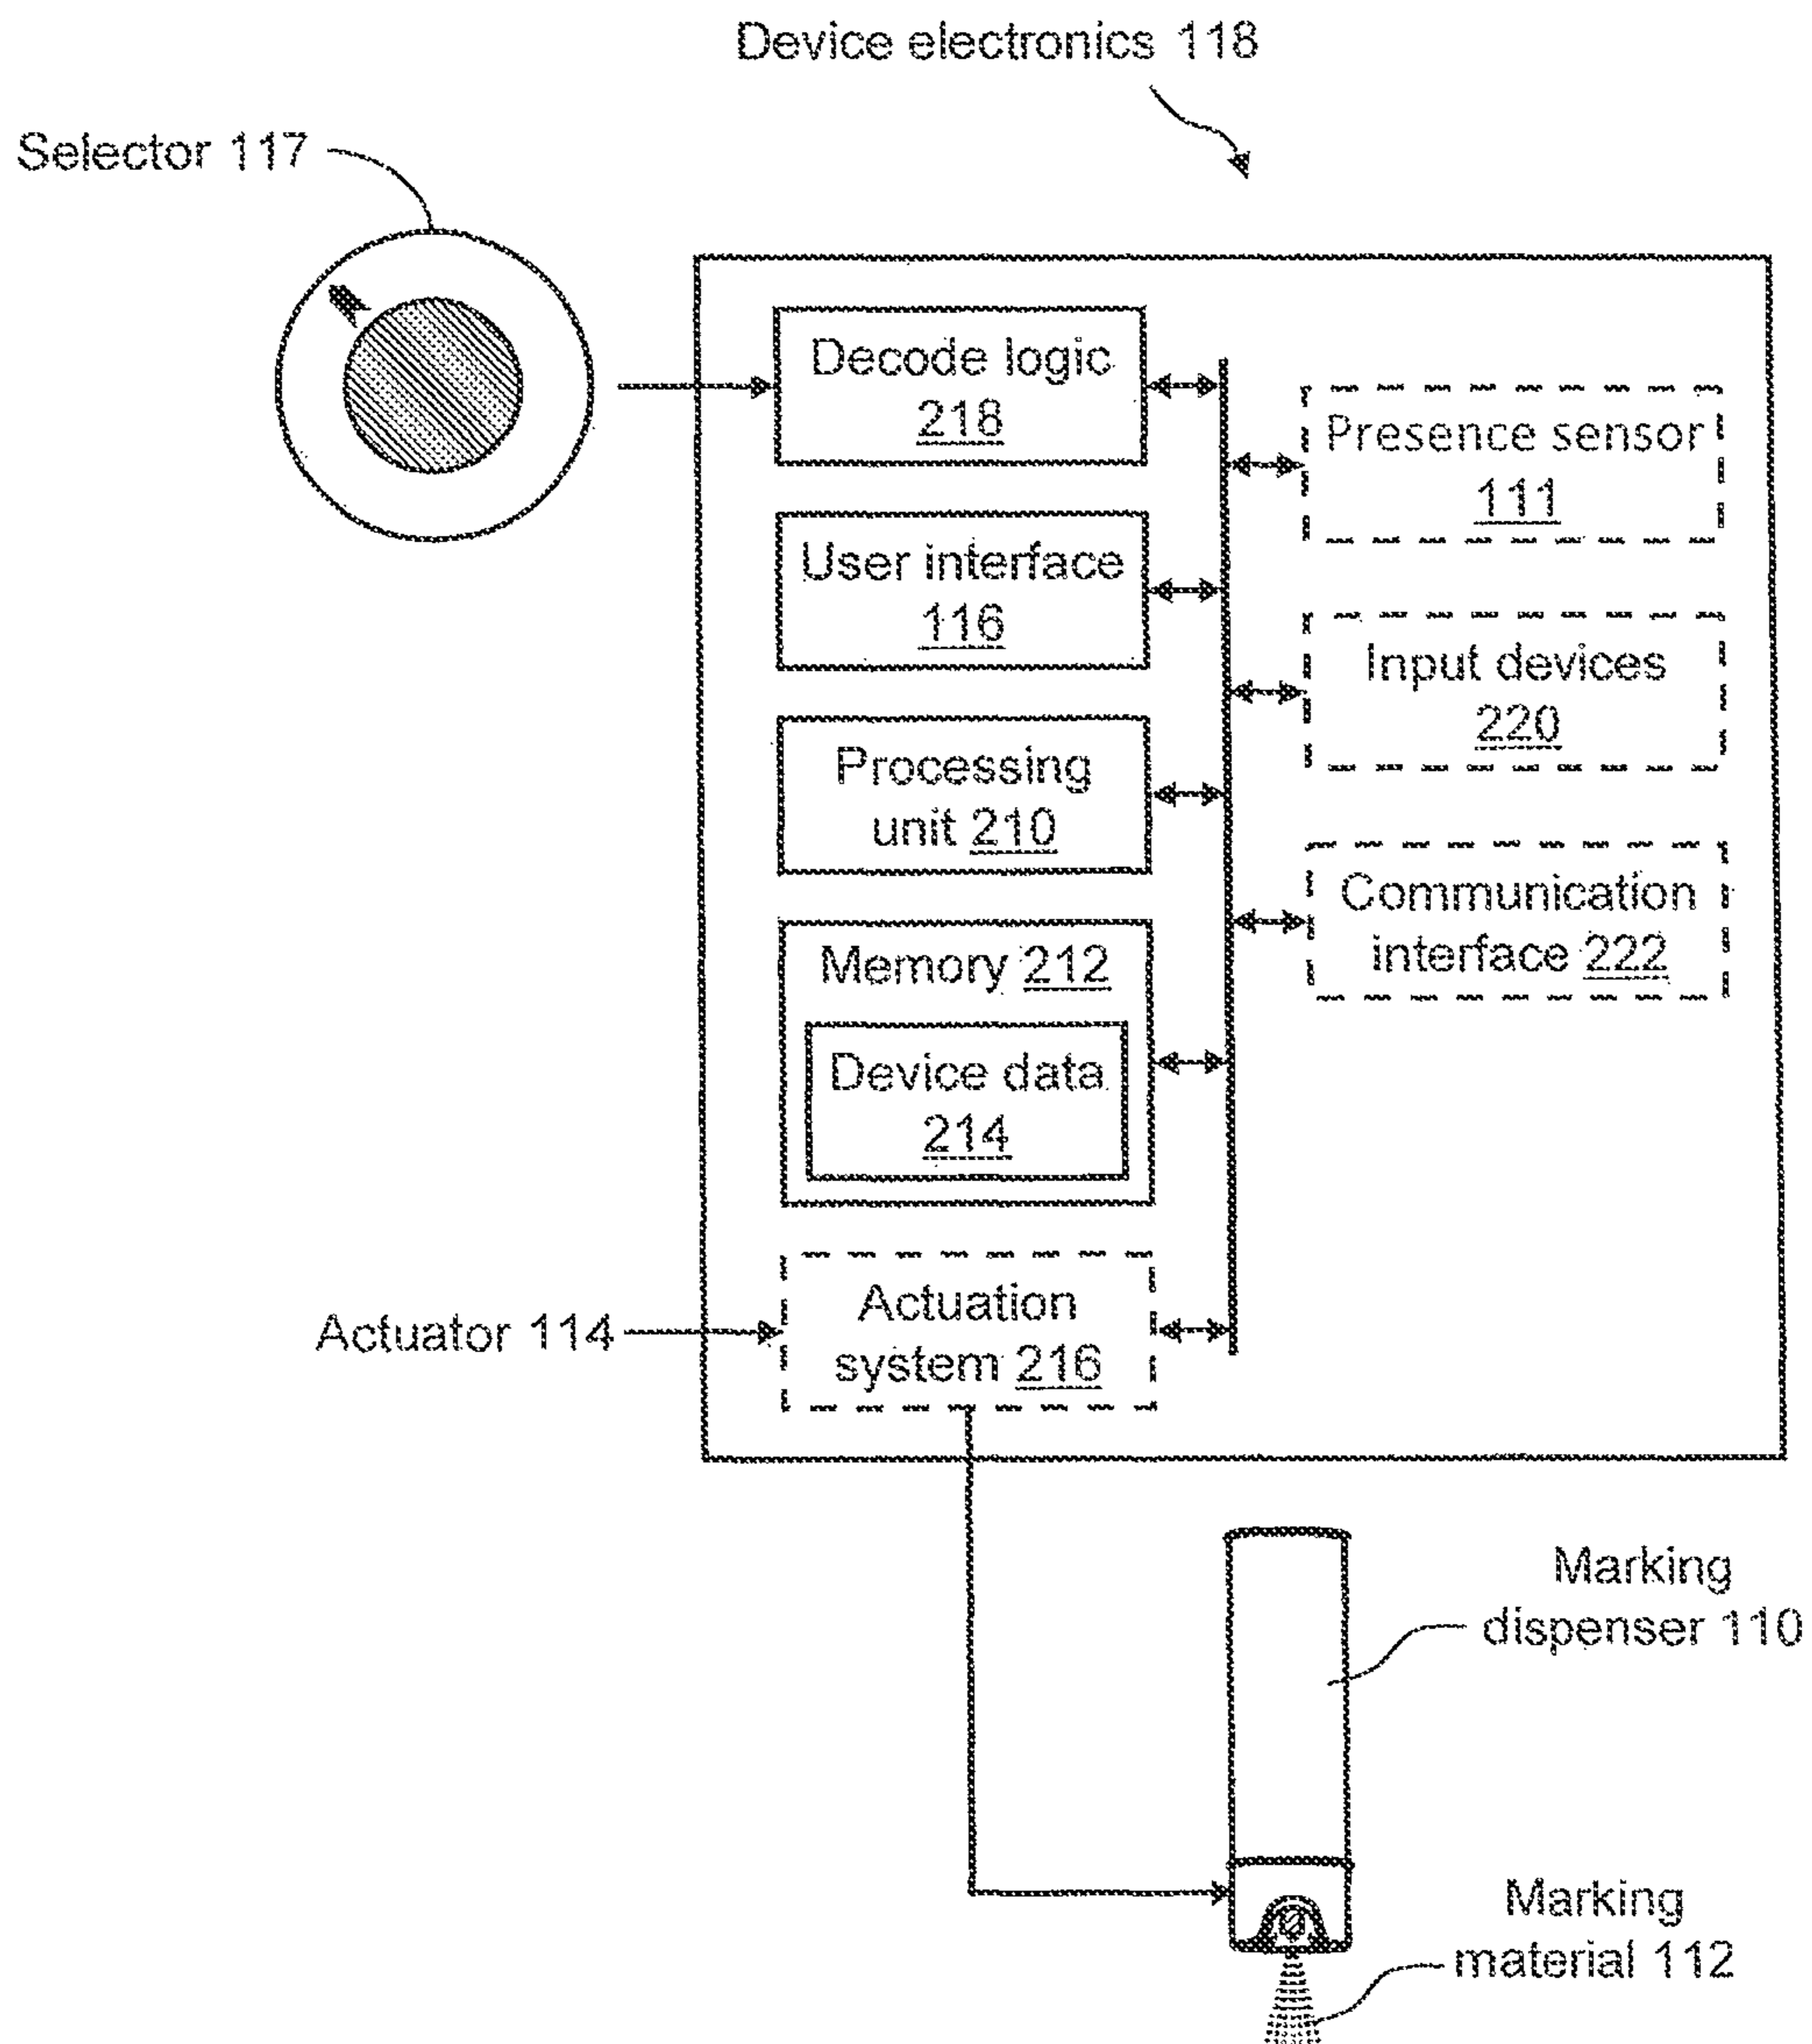 Device electronics 118
Selector 117
Decode logic
218
Presence sensor
111
User interface
116
Input devices
220
Processing
unit 210
Communication
interface 222
Memory 212
Device data
214
Actuation
system 216
Actuator 114
Marking
dispenser 110
Marking
material 112